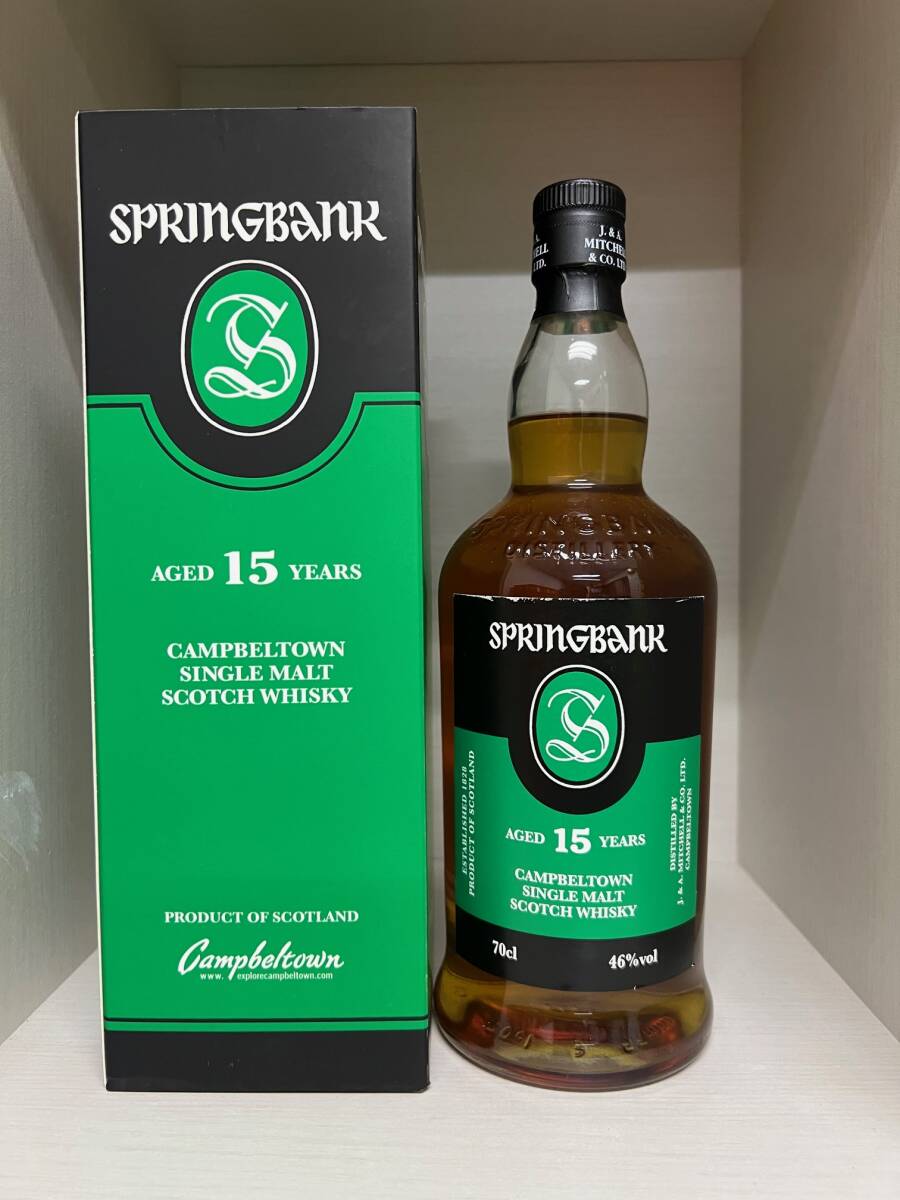 SPRINGBANK
S
AGED 15 YEARS
CAMPBELTOWN
SINGLE MALT
SCOTCH WHISKY
PRODUCT OF SCOTLAND
Campbeltown
www. explorecampbeltown.com
J. & A.
MITCHELL
& CO. LTD
SPRINGBANK
DISTILLERY
SPRINGBANK
S
ESTABLISHED 1828
PRODUCT OF SCOTLAND
AGED 15 YEARS
CAMPBELTOWN
SINGLE MALT
SCOTCH WHISKY
DISTILLED BY
J. & A. MITCHELL & CO. LTD.
CAMPBELTOWN
70cl 46%vol